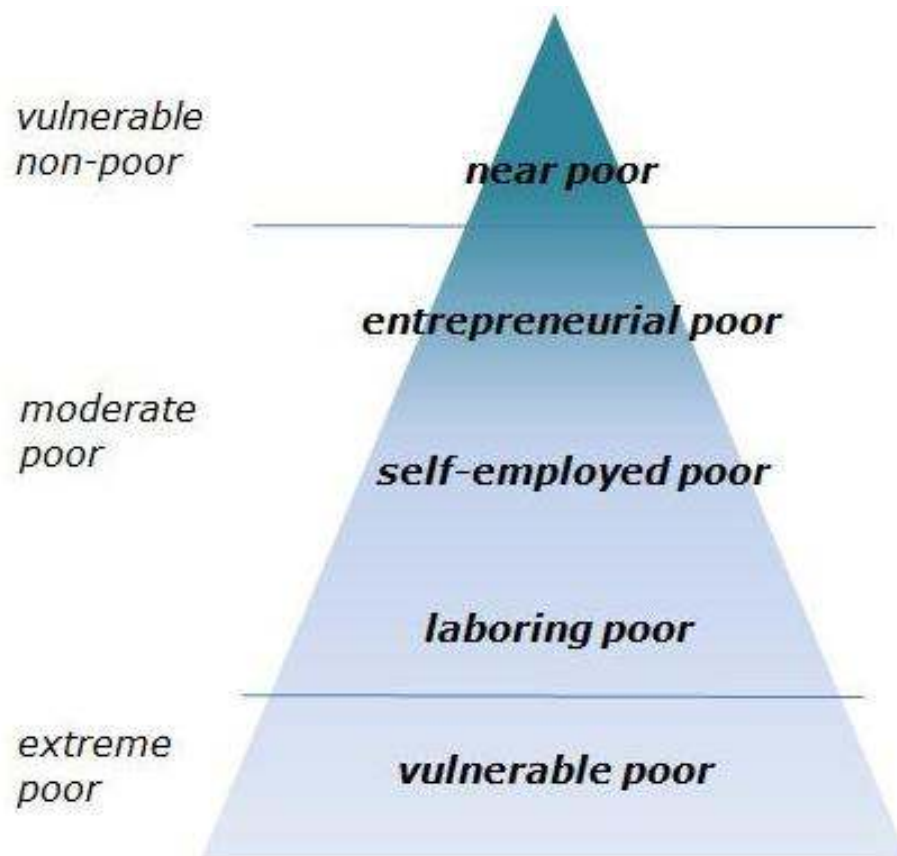 vulnerable
non-poor
near poor
entrepreneurial poor
moderate
poor
self-employed poor
laboring poor
extreme
poor
vulnerable poor